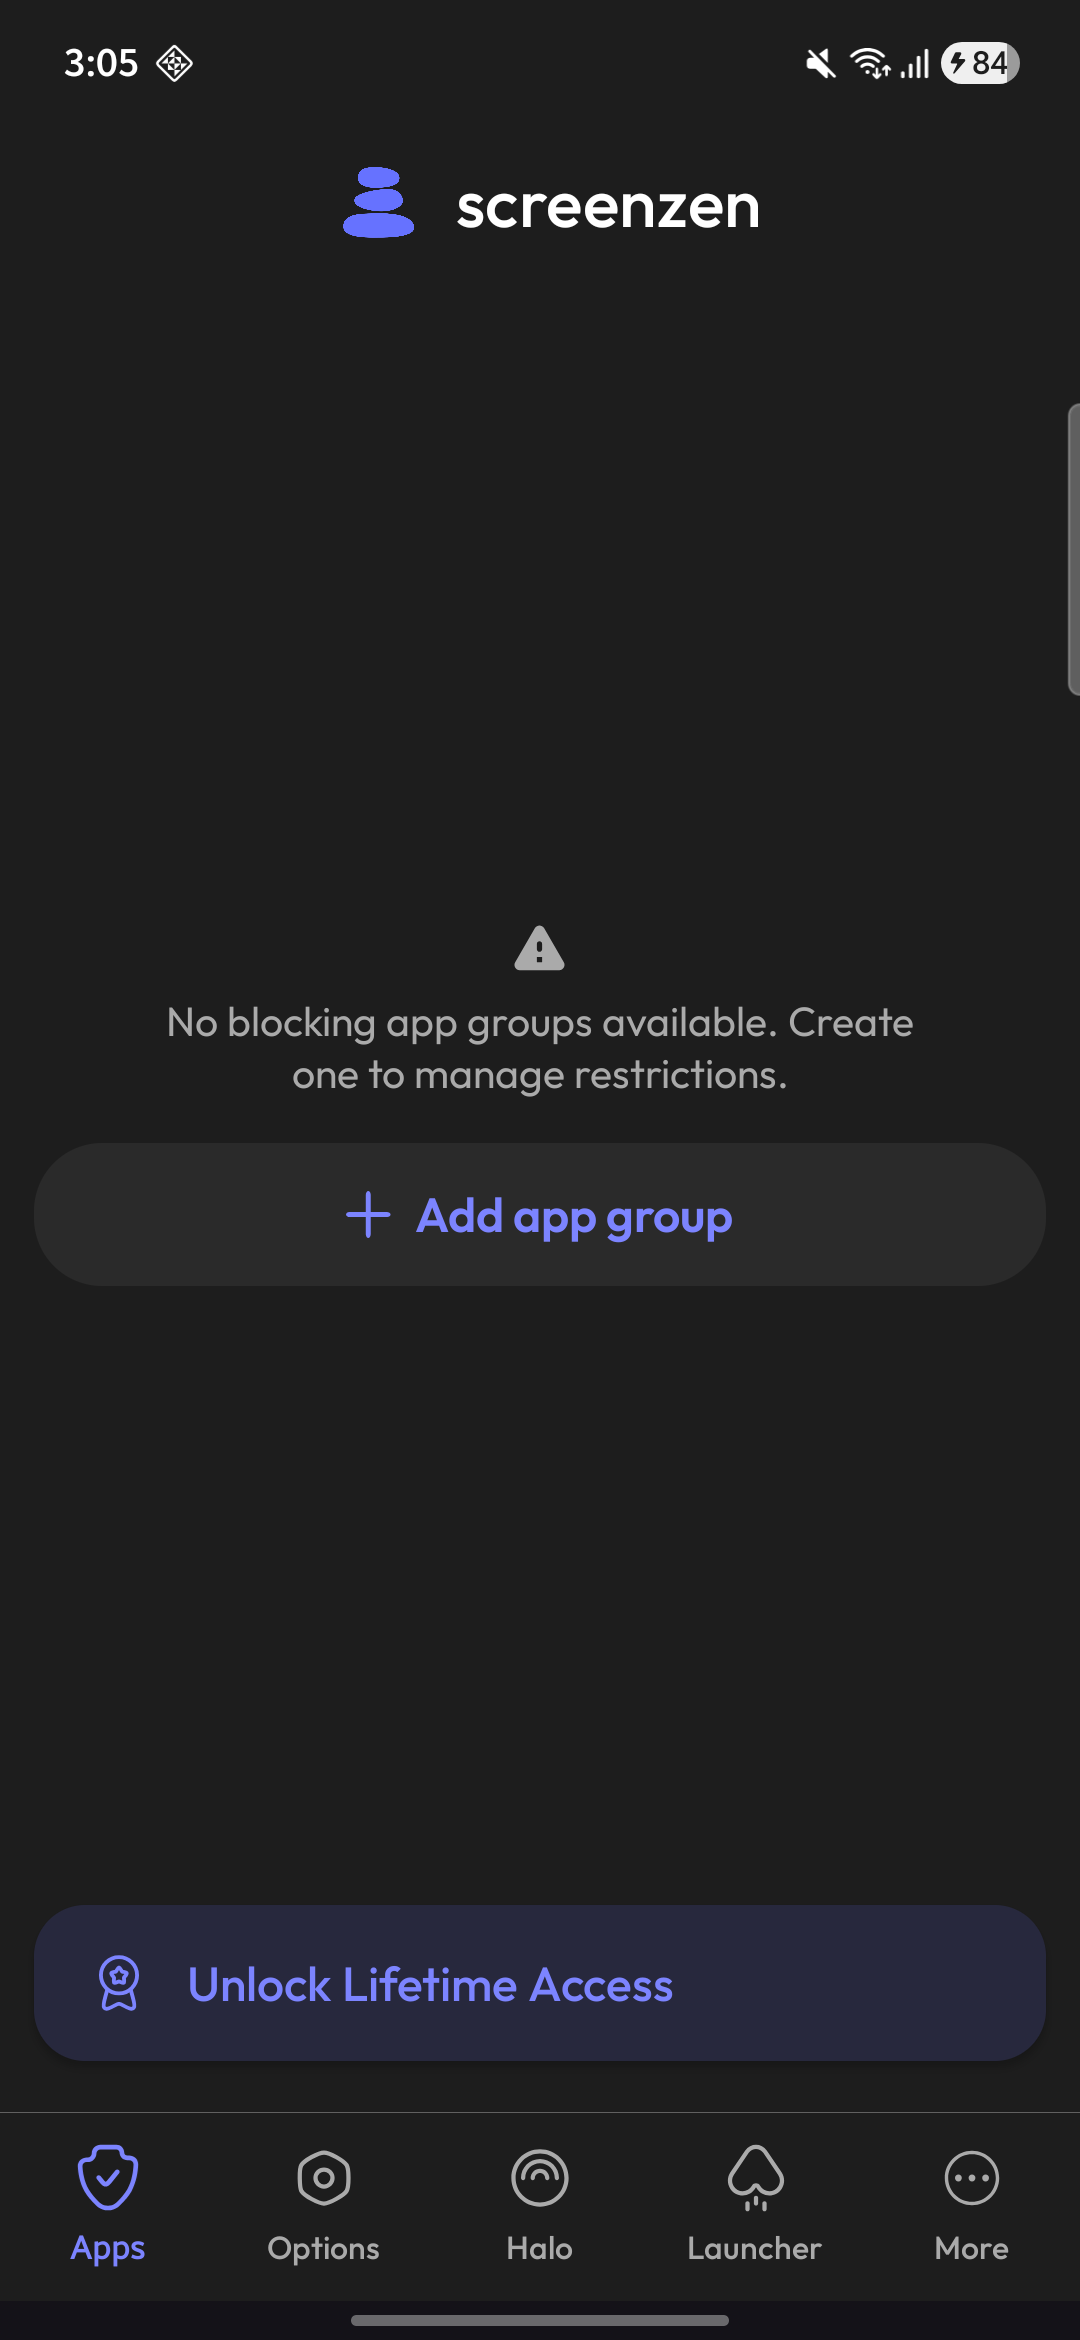 3:05
84
screenzen
No blocking app groups available. Create
one to manage restrictions.
Add app group
Unlock Lifetime Access
Apps
Options
Halo
Launcher
More